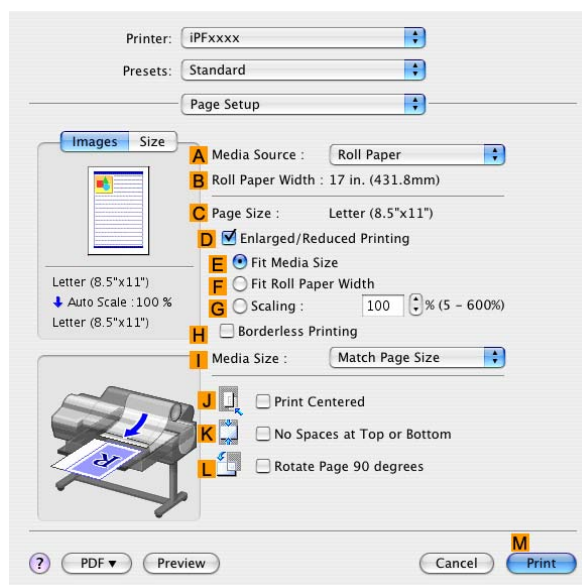 Printer: iPFxxxx
Presets: Standard
Page Setup
Images Size
A Media Source : Roll Paper
B Roll Paper Width : 17 in. (431.8mm)
C Page Size : Letter (8.5"x11")
D Enlarged/Reduced Printing
E Fit Media Size
F Fit Roll Paper Width
G Scaling : 100 % (5 - 600%)
H Borderless Printing
I Media Size : Match Page Size
Letter (8.5"x11")
Auto Scale : 100 %
Letter (8.5"x11")
J Print Centered
K No Spaces at Top or Bottom
L Rotate Page 90 degrees
R
M
? PDF Preview Cancel Print